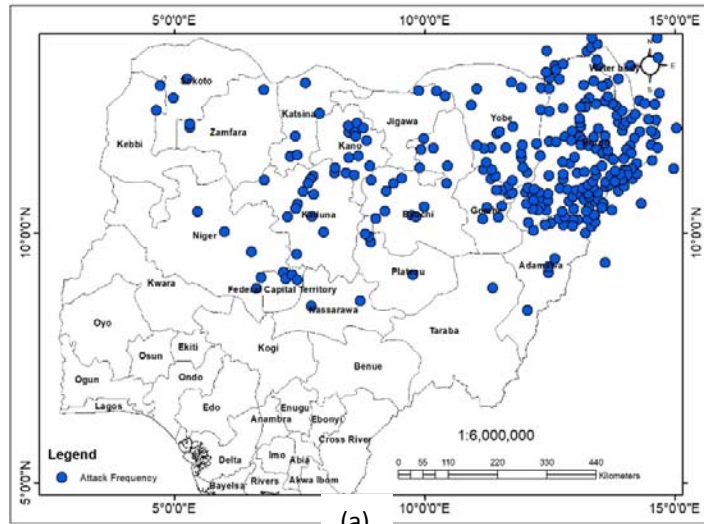 5°0'0"E 10°0'0"E 15°0'0"E
N
Sokoto Water body
E
S
Katsina Yobe
Jigawa
Zamfara Kano
Kebbi
Kaduna Bauchi Gombe
10°0'0"N 10°0'0"N
Niger
Adamawa
Plateau
Kwara Federal Capital Territory
Nassarawa
Oyo Taraba
Ekiti Kogi
Osun Benue
Ogun Ondo
Lagos Edo Enugu
Anambra Ebonyi
Cross River 1:6,000,000
Legend Delta Imo Abia
0 55 110 220 330 440
Attack Frequency Kilometers
Bayelsa Rivers Akwa Ibom
5°0'0"N 5°0'0"N
5°0'0"E 10°0'0"E 15°0'0"E
(a)